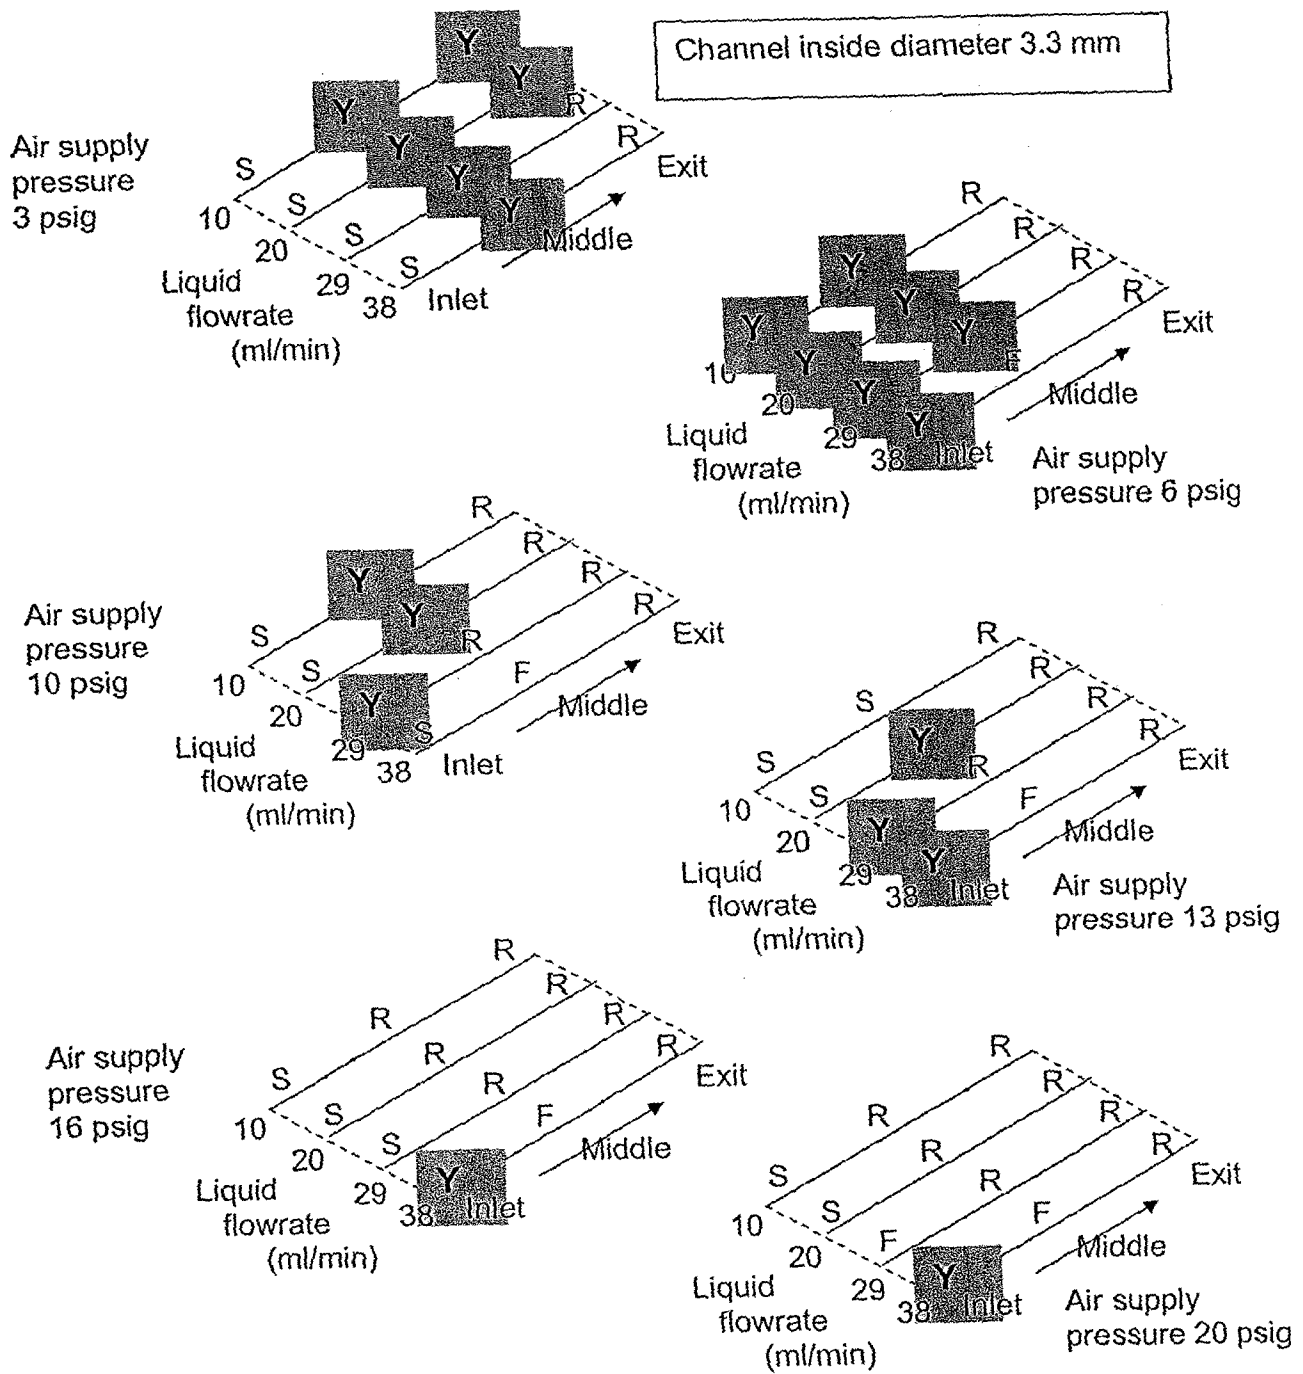 Channel inside diameter 3.3 mm
Air supply
pressure
3 psig
Y
Y
R
R
Exit
Y
Y
Y
Y
Middle
S
S
S
S
10
20
29
38
Inlet
Liquid
flowrate
(ml/min)
R
R
R
R
Exit
Y
Y
Y
F
Middle
Y
Y
Y
Y
10
20
29
38
Inlet
Liquid
flowrate
(ml/min)
Air supply
pressure 6 psig
Air supply
pressure
10 psig
R
R
R
R
Exit
Y
Y
R
F
Middle
S
S
Y
S
10
20
29
38
Inlet
Liquid
flowrate
(ml/min)
R
R
R
R
Exit
S
Y
R
F
Middle
S
S
Y
Y
10
20
29
38
Inlet
Liquid
flowrate
(ml/min)
Air supply
pressure 13 psig
Air supply
pressure
16 psig
R
R
R
R
Exit
R
R
R
F
Middle
S
S
S
Y
10
20
29
38
Inlet
Liquid
flowrate
(ml/min)
R
R
R
R
Exit
R
R
R
F
Middle
S
S
F
Y
10
20
29
38
Inlet
Liquid
flowrate
(ml/min)
Air supply
pressure 20 psig